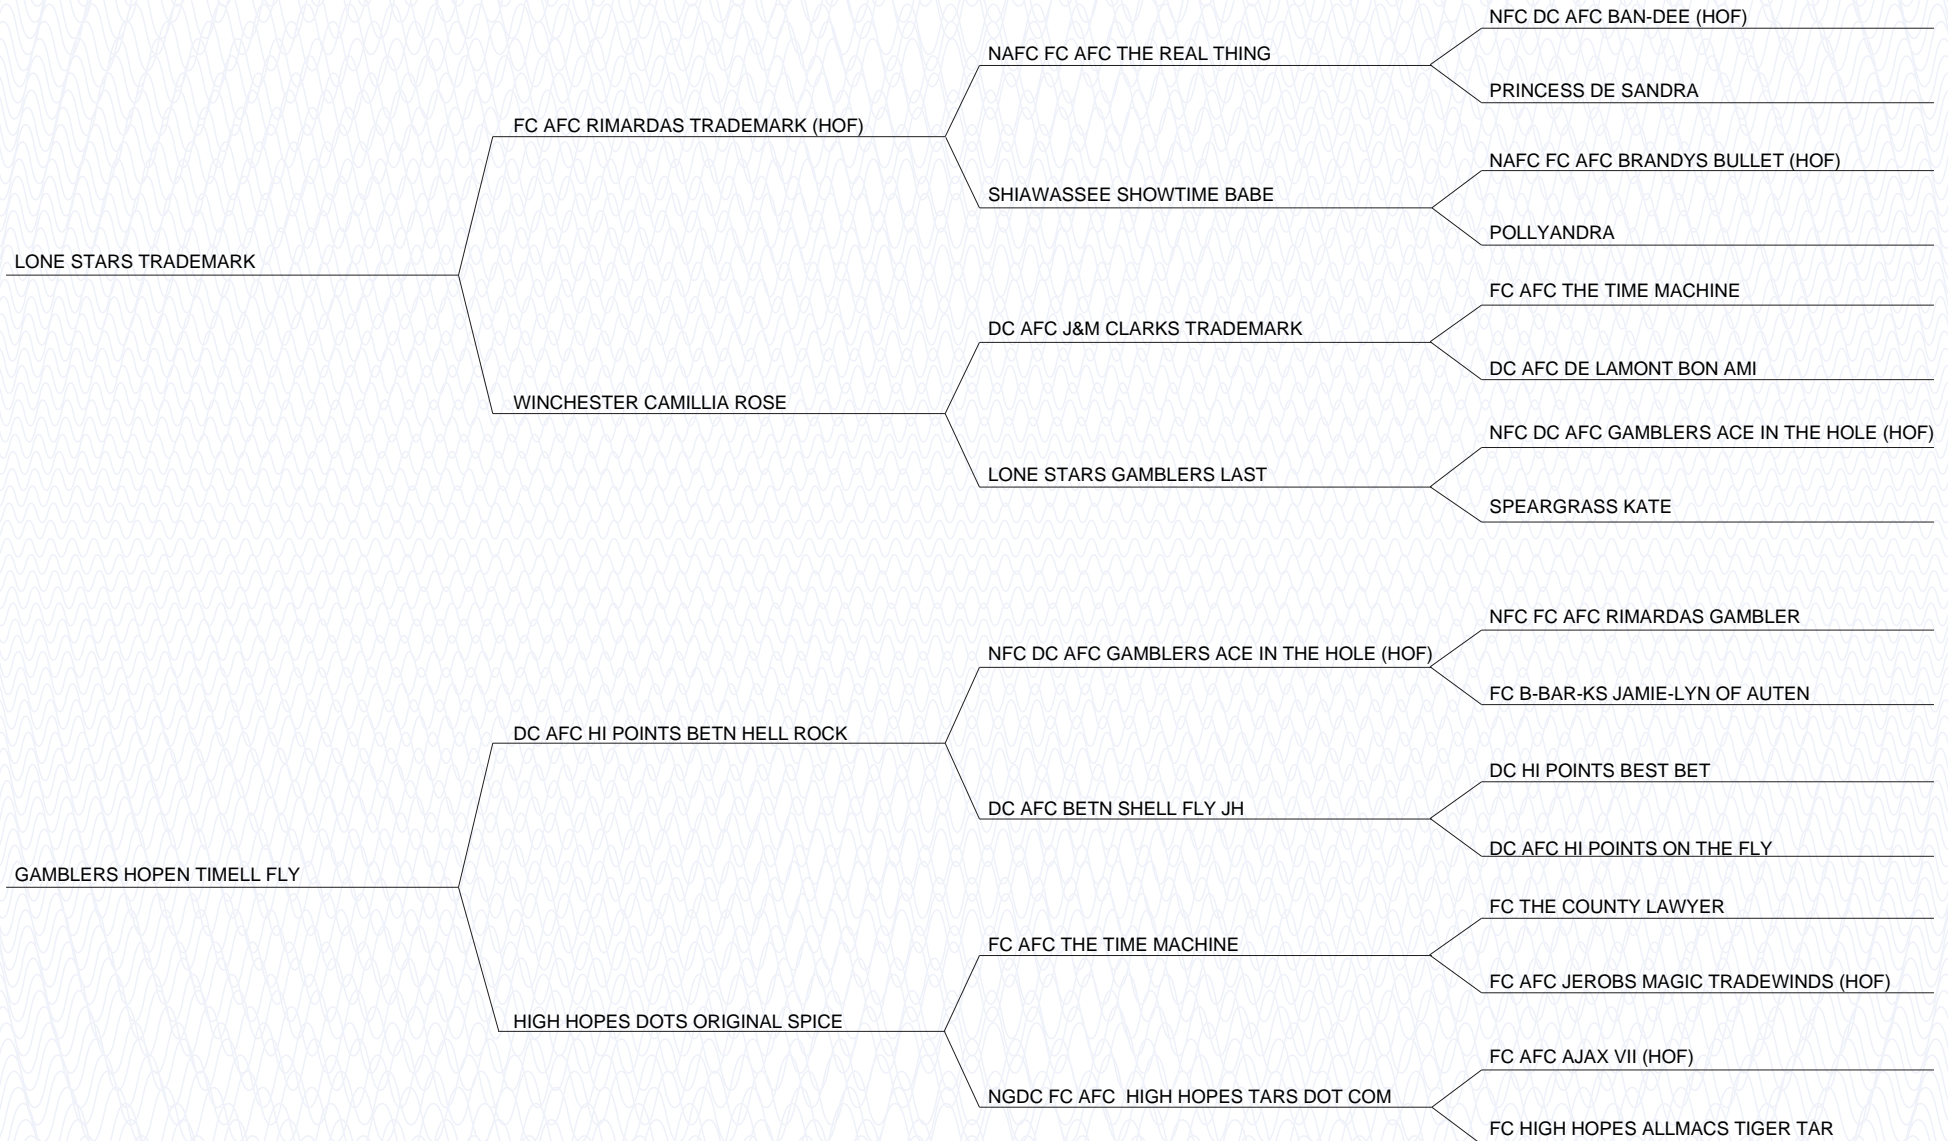 NFC DC AFC BAN-DEE (HOF)
NAFC FC AFC THE REAL THING
PRINCESS DE SANDRA
FC AFC RIMARDAS TRADEMARK (HOF)
NAFC FC AFC BRANDYS BULLET (HOF)
SHIAWASSEE SHOWTIME BABE
POLLYANDRA
LONE STARS TRADEMARK
FC AFC THE TIME MACHINE
DC AFC J&M CLARKS TRADEMARK
DC AFC DE LAMONT BON AMI
WINCHESTER CAMILLIA ROSE
NFC DC AFC GAMBLERS ACE IN THE HOLE (HOF)
LONE STARS GAMBLERS LAST
SPEARGRASS KATE
NFC FC AFC RIMARDAS GAMBLER
NFC DC AFC GAMBLERS ACE IN THE HOLE (HOF)
FC B-BAR-KS JAMIE-LYN OF AUTEN
DC AFC HI POINTS BETN HELL ROCK
DC HI POINTS BEST BET
DC AFC BETN SHELL FLY JH
DC AFC HI POINTS ON THE FLY
GAMBLERS HOPEN TIMELL FLY
FC THE COUNTY LAWYER
FC AFC THE TIME MACHINE
FC AFC JEROBS MAGIC TRADEWINDS (HOF)
HIGH HOPES DOTS ORIGINAL SPICE
FC AFC AJAX VII (HOF)
NGDC FC AFC  HIGH HOPES TARS DOT COM
FC HIGH HOPES ALLMACS TIGER TAR